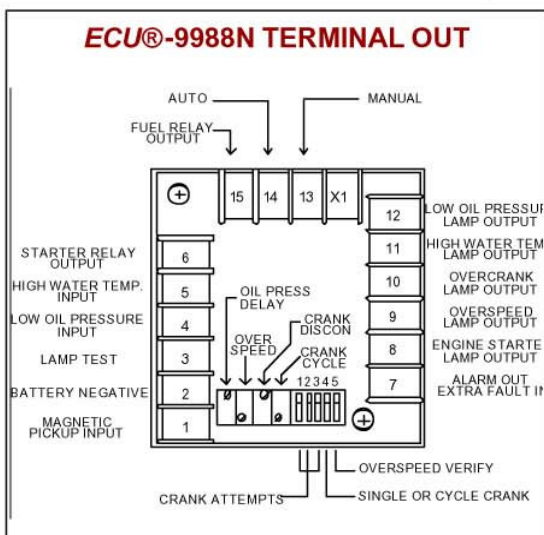 ECU®-9988N TERMINAL OUT
AUTO
MANUAL
FUEL RELAY
OUTPUT
15
14
13
X1
12
LOW OIL PRESSUR
LAMP OUTPUT
11
HIGH WATER TEM
LAMP OUTPUT
10
OVERCRANK
LAMP OUTPUT
9
OVERSPEED
LAMP OUTPUT
8
ENGINE STARTE
LAMP OUTPUT
7
ALARM OUT
EXTRA FAULT IN
STARTER RELAY
OUTPUT
6
HIGH WATER TEMP.
INPUT
5
LOW OIL PRESSURE
INPUT
4
LAMP TEST
3
BATTERY NEGATIVE
2
MAGNETIC
PICKUP INPUT
1
OIL PRESS
DELAY
OVER
SPEED
CRANK
DISCON
CRANK
CYCLE
12345
OVERSPEED VERIFY
CRANK ATTEMPTS
SINGLE OR CYCLE CRANK